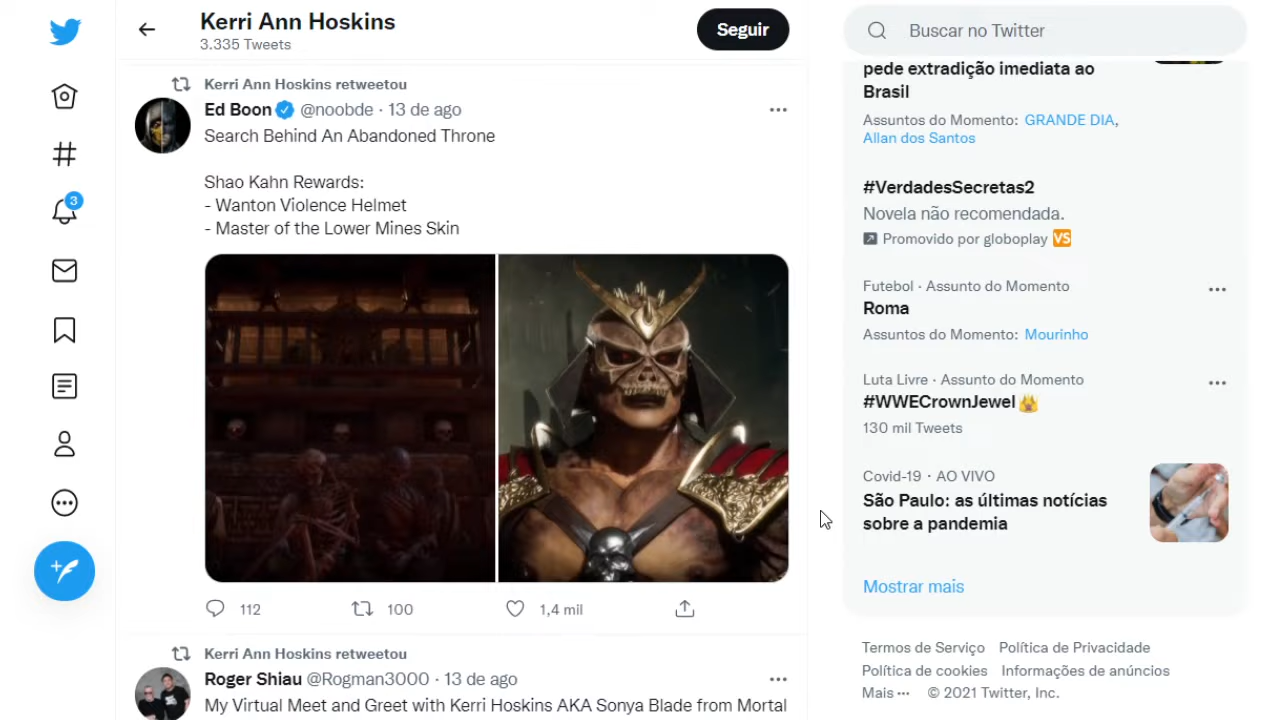 Kerri Ann Hoskins
3.335 Tweets
Seguir
Kerri Ann Hoskins retweetou
Ed Boon @noobde · 13 de ago
Search Behind An Abandoned Throne
Shao Kahn Rewards:
- Wanton Violence Helmet
- Master of the Lower Mines Skin
112
100
1,4 mil
Kerri Ann Hoskins retweetou
Roger Shiau @Rogman3000 · 13 de ago
My Virtual Meet and Greet with Kerri Hoskins AKA Sonya Blade from Mortal
3
Buscar no Twitter
pede extradição imediata ao
Brasil
Assuntos do Momento: GRANDE DIA,
Allan dos Santos
#VerdadesSecretas2
Novela não recomendada.
Promovido por globoplay VS
Futebol · Assunto do Momento
Roma
Assuntos do Momento: Mourinho
Luta Livre · Assunto do Momento
#WWECrownJewel
130 mil Tweets
Covid-19 · AO VIVO
São Paulo: as últimas notícias
sobre a pandemia
Mostrar mais
Termos de Serviço Política de Privacidade
Política de cookies Informações de anúncios
Mais ··· © 2021 Twitter, Inc.